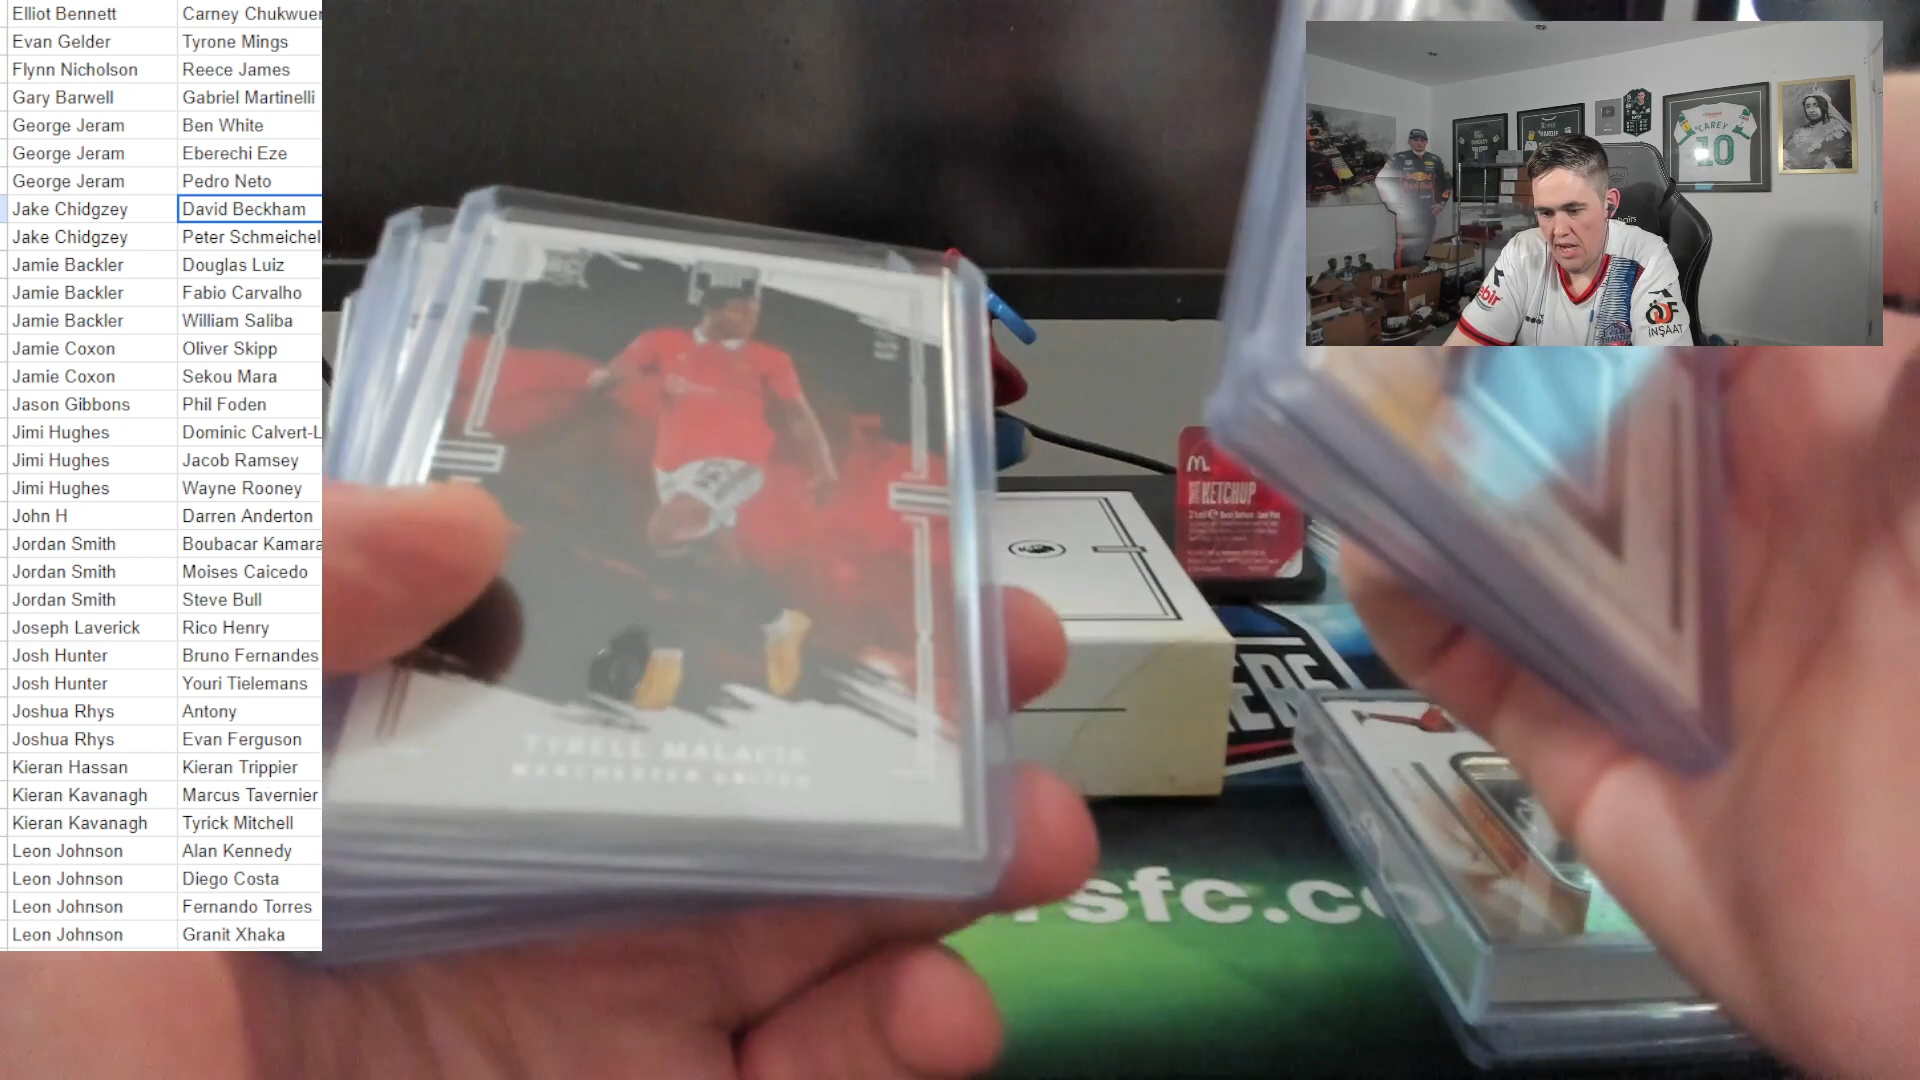 Elliot Bennett Carney Chukwuer
Evan Gelder Tyrone Mings
Flynn Nicholson Reece James
Gary Barwell Gabriel Martinelli
George Jeram Ben White
George Jeram Eberechi Eze
George Jeram Pedro Neto
Jake Chidgzey David Beckham
Jake Chidgzey Peter Schmeichel
Jamie Backler Douglas Luiz
Jamie Backler Fabio Carvalho
Jamie Backler William Saliba
Jamie Coxon Oliver Skipp
Jamie Coxon Sekou Mara
Jason Gibbons Phil Foden
Jimi Hughes Dominic Calvert-L
Jimi Hughes Jacob Ramsey
Jimi Hughes Wayne Rooney
John H Darren Anderton
Jordan Smith Boubacar Kamara
Jordan Smith Moises Caicedo
Jordan Smith Steve Bull
Joseph Laverick Rico Henry
Josh Hunter Bruno Fernandes
Josh Hunter Youri Tielemans
Joshua Rhys Antony
Joshua Rhys Evan Ferguson
Kieran Hassan Kieran Trippier
Kieran Kavanagh Marcus Tavernier
Kieran Kavanagh Tyrick Mitchell
Leon Johnson Alan Kennedy
Leon Johnson Diego Costa
Leon Johnson Fernando Torres
Leon Johnson Granit Xhaka
TYRELL MALACIA
MANCHESTER UNITED
KETCHUP
CAREY
10
INŞAAT
rsfc.co